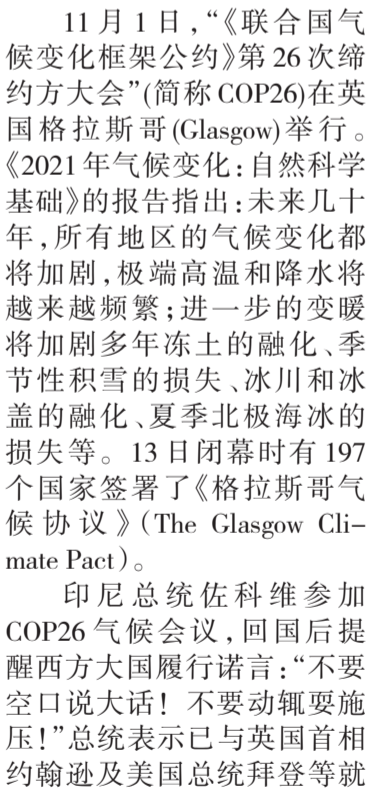 11月1日，“《联合国气
候变化框架公约》第26次缔
约方大会”(简称COP26)在英
国格拉斯哥(Glasgow)举行。
《2021年气候变化：自然科学
基础》的报告指出：未来几十
年，所有地区的气候变化都
将加剧，极端高温和降水将
越来越频繁；进一步的变暖
将加剧多年冻土的融化、季
节性积雪的损失、冰川和冰
盖的融化、夏季北极海冰的
损失等。13日闭幕时有197
个国家签署了《格拉斯哥气
候协议》（The Glasgow Cli-
mate Pact）。
印尼总统佐科维参加
COP26气候会议，回国后提
醒西方大国履行诺言：“不要
空口说大话！不要动辄耍施
压！”总统表示已与英国首相
约翰逊及美国总统拜登等就